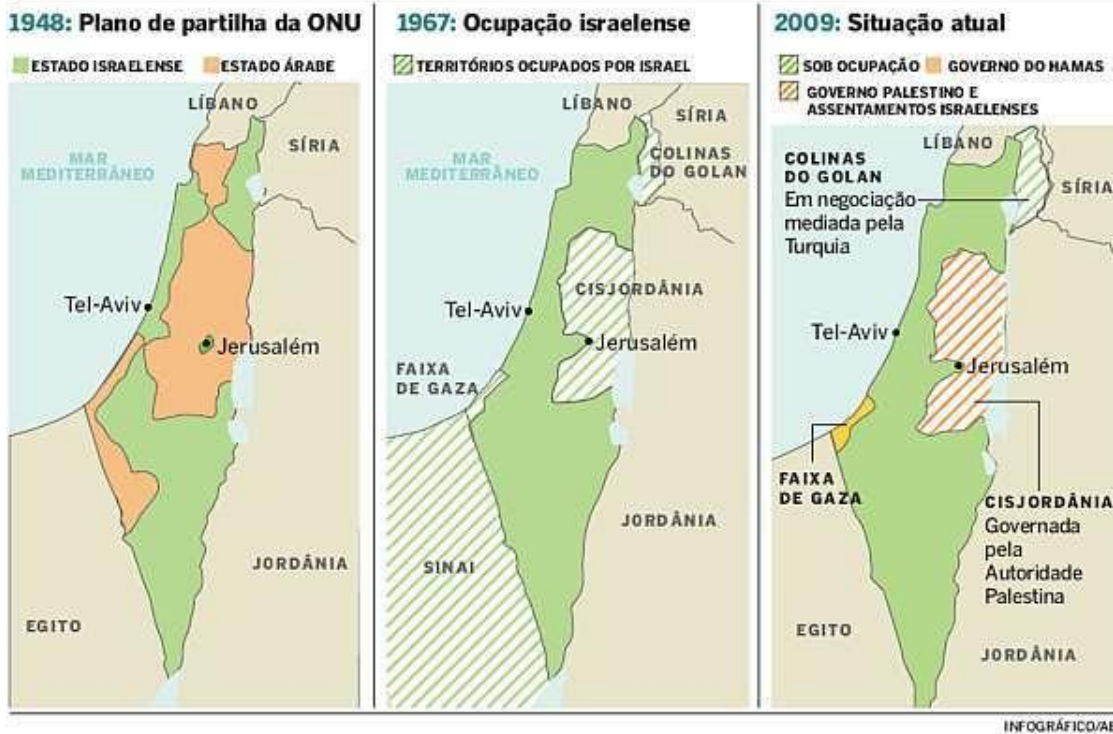 1948: Plano de partilha da ONU
ESTADO ISRAELENSE ESTADO ÁRABE
LÍBANO
SÍRIA
MAR
MEDITERRÂNEO
Tel-Aviv
Jerusalém
JORDÂNIA
EGITO
1967: Ocupação israelense
TERRITÓRIOS OCUPADOS POR ISRAEL
LÍBANO
SÍRIA
MAR
MEDITERRÂNEO
COLINAS
DO GOLAN
CISJORDÂNIA
Tel-Aviv
Jerusalém
FAIXA
DE GAZA
JORDÂNIA
SINAI
2009: Situação atual
SOB OCUPAÇÃO GOVERNO DO HAMAS
GOVERNO PALESTINO E
ASSENTAMENTOS ISRAELENSES
LÍBANO
COLINAS
DO GOLAN
Em negociação
mediada pela
Turquia
SÍRIA
Tel-Aviv
Jerusalém
FAIXA
DE GAZA
CISJORDÂNIA
Governada
pela
Autoridade
Palestina
EGITO
JORDÂNIA
INFOGRÁFICO/AE